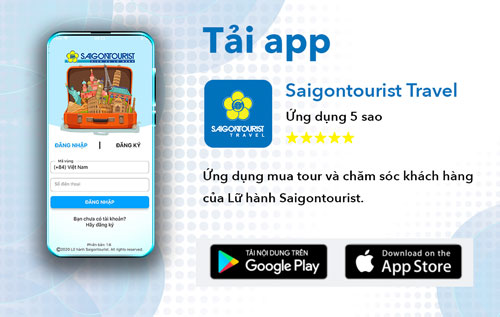 SAIGONTOURIST
ĐĂNG NHẬP | ĐĂNG KÝ
Mã vùng
(+84) Việt Nam
Số điện thoại
ĐĂNG NHẬP
Bạn chưa có tài khoản?
Hãy đăng ký
©2020 Lữ hành Saigontourist. All rights reserved.
Tải app
SAIGONTOURIST
TRAVEL
Saigontourist Travel
Ứng dụng 5 sao
Ứng dụng mua tour và chăm sóc khách hàng
của Lữ hành Saigontourist.
TẢI NỘI DUNG TRÊN
Google Play
Download on the
App Store